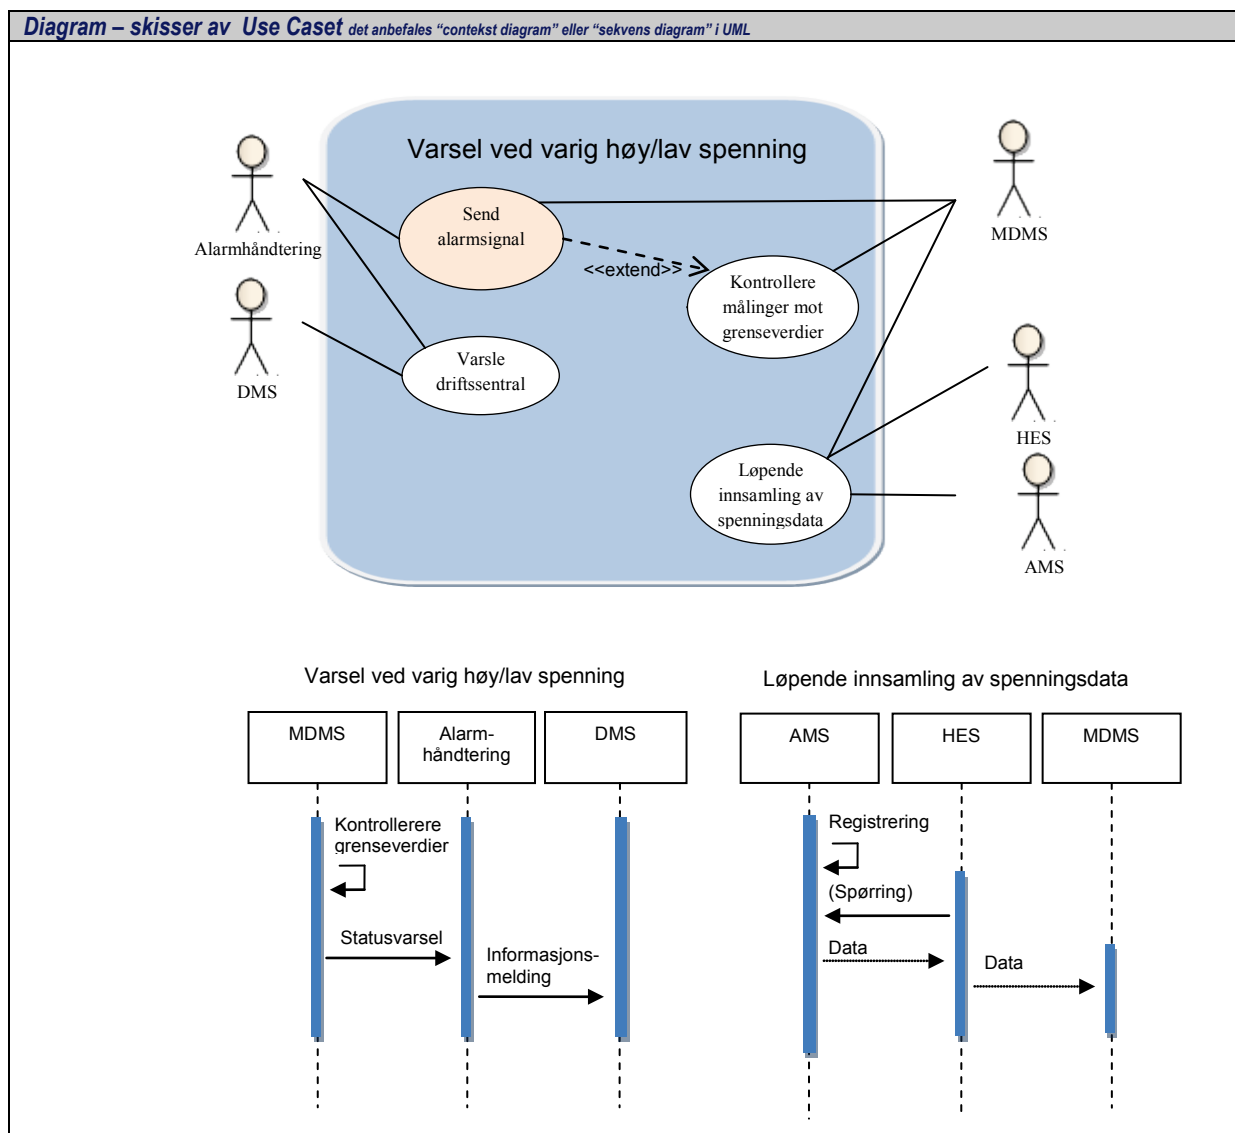 Diagram – skisser av Use Caset det anbefales “contekst diagram” eller “sekvens diagram” i UML
Varsel ved varig høy/lav spenning
Alarmhåndtering
DMS
Send
alarmsignal
<<extend>>
Kontrollere
målinger mot
grenseverdier
Varsle
driftssentral
Løpende
innsamling av
spenningsdata
MDMS
HES
AMS
Varsel ved varig høy/lav spenning
MDMS
Alarm-
håndtering
DMS
Kontrollerere
grenseverdier
Statusvarsel
Informasjons-
melding
Løpende innsamling av spenningsdata
AMS
HES
MDMS
Registrering
(Spørring)
Data
Data